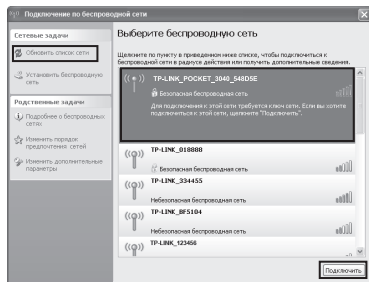 Подключение по беспроводной сети
Сетевые задачи
Обновить список сети
Установить беспроводную
сеть
Родственные задачи
Подробнее о беспроводных
сетях
Изменить порядок
предпочтения сетей
Изменить дополнительные
параметры
Выберите беспроводную сеть
Щелкните по пункту в приведенном ниже списке, чтобы подключиться к
беспроводной сети в радиусе действия или получить дополнительные сведения.
TP-LINK_POCKET_3040_548D5E
Безопасная беспроводная сеть
Для подключения к этой сети требуется ключ сети. Если вы хотите
подключиться к этой сети, щелкните "Подключить".
TP-LINK_018888
Безопасная беспроводная сеть
TP-LINK_334455
Небезопасная беспроводная сеть
TP-LINK_BF5104
Небезопасная беспроводная сеть
TP-LINK_123456
Подключить